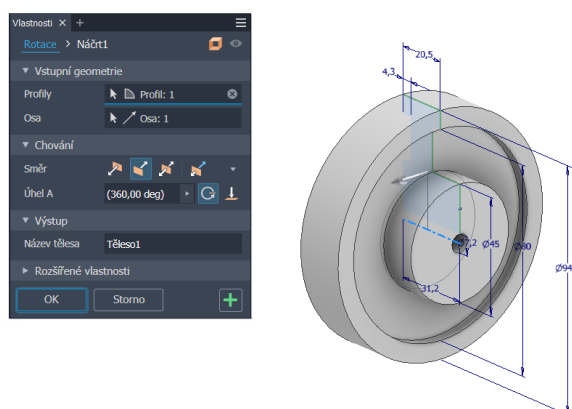 Vlastnosti × +
Rotace > Náčrt1
Vstupní geometrie
Profily Profil: 1
Osa Osa: 1
Chování
Směr
Úhel A (360,00 deg)
Výstup
Název tělesa Těleso1
Rozšířené vlastnosti
OK Storno +
20,5
4,3
7,2
Ø45
Ø80
Ø94
31,2